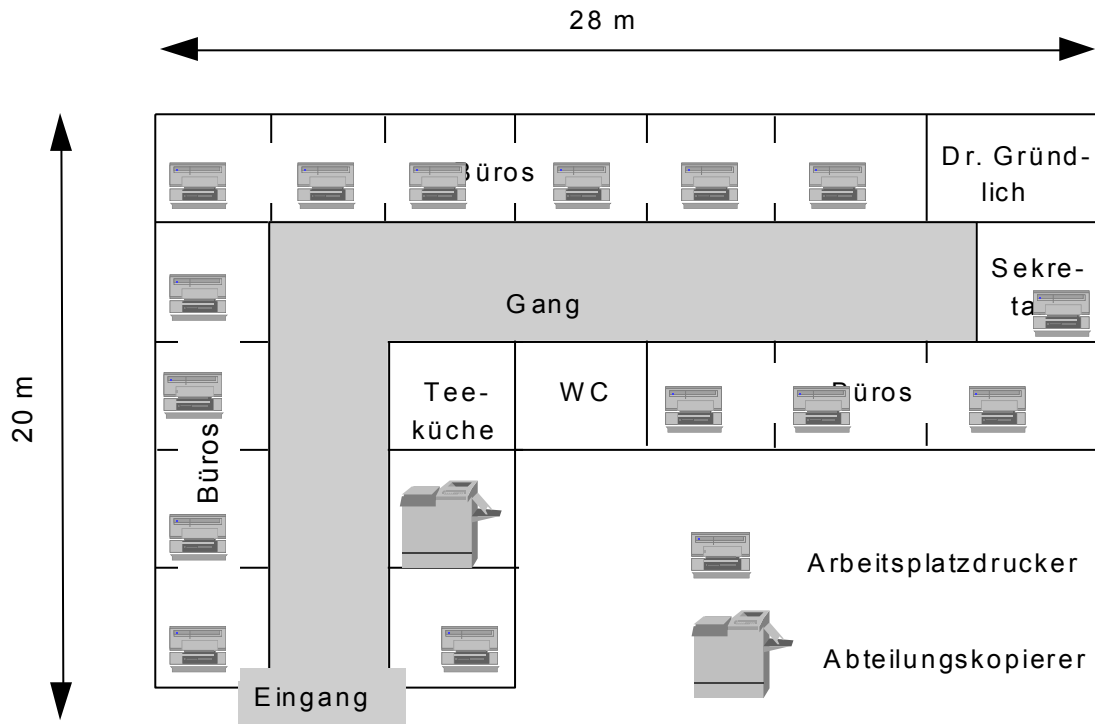 28 m
20 m
Büros
Dr. Gründ-
lich
Gang
Sekre-
ta
Tee-
küche
WC
Büros
Büros
Arbeitsplatzdrucker
Abteilungskopierer
Eingang